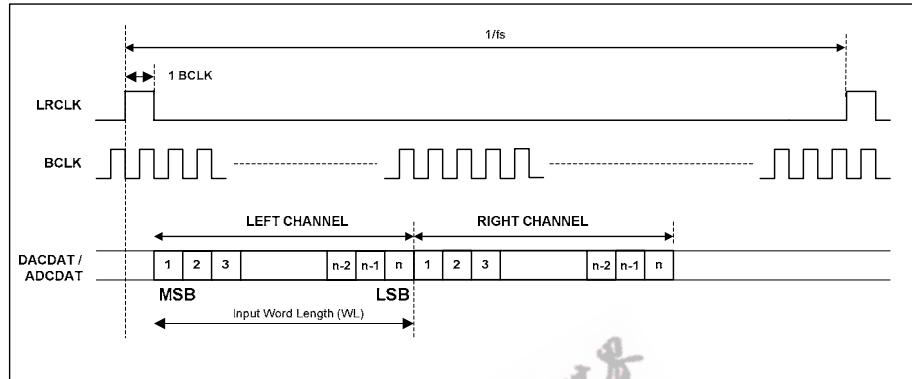 1/fs
1 BCLK
LRCLK
BCLK
LEFT CHANNEL
RIGHT CHANNEL
DACDAT /
ADCDAT
1 2 3 n-2 n-1 n 1 2 3 n-2 n-1 n
MSB LSB
Input Word Length (WL)